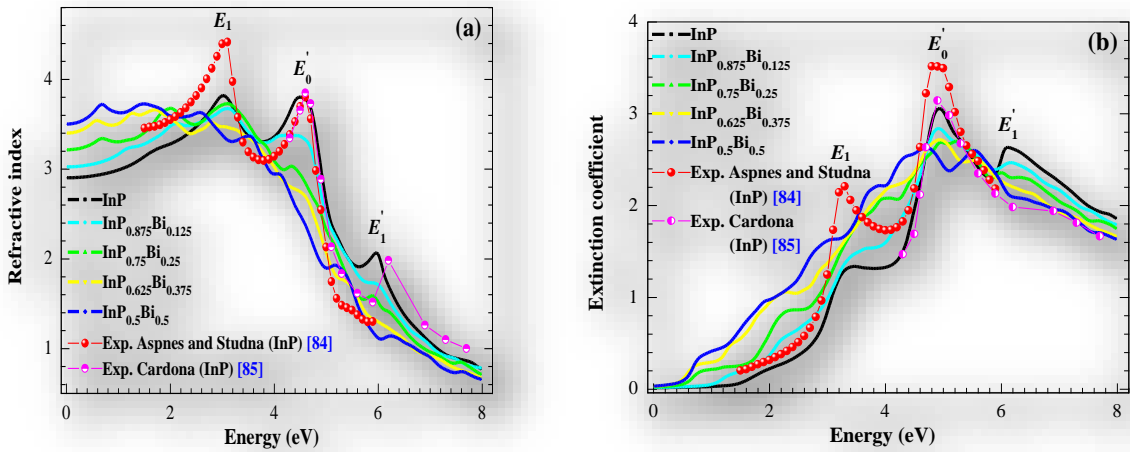 (a)
E₁
E₀'
E₁'
Refractive index
4
3
2
1
InP
InP₀.₈₇₅Bi₀.₁₂₅
InP₀.₇₅Bi₀.₂₅
InP₀.₆₂₅Bi₀.₃₇₅
InP₀.₅Bi₀.₅
Exp. Aspnes and Studna (InP) [84]
Exp. Cardona (InP) [85]
0 2 4 6 8
Energy (eV)
(b)
E₀'
E₁'
E₁
Extinction coefficient
4
3
2
1
0
InP
InP₀.₈₇₅Bi₀.₁₂₅
InP₀.₇₅Bi₀.₂₅
InP₀.₆₂₅Bi₀.₃₇₅
InP₀.₅Bi₀.₅
Exp. Aspnes and Studna
(InP) [84]
Exp. Cardona
(InP) [85]
0 2 4 6 8
Energy (eV)